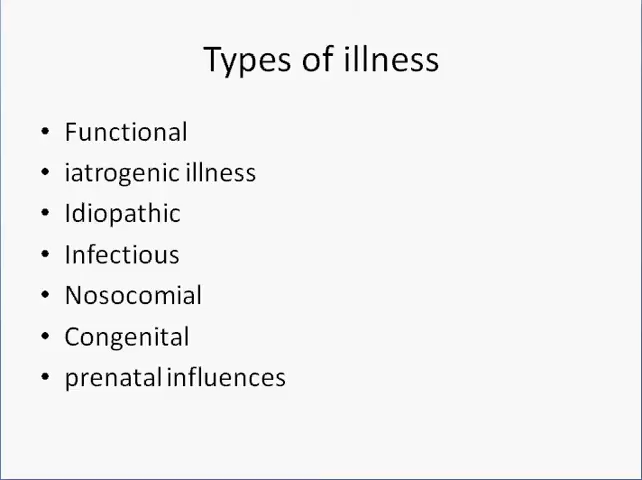 Types of illness
• Functional
• iatrogenic illness
• Idiopathic
• Infectious
• Nosocomial
• Congenital
• prenatal influences